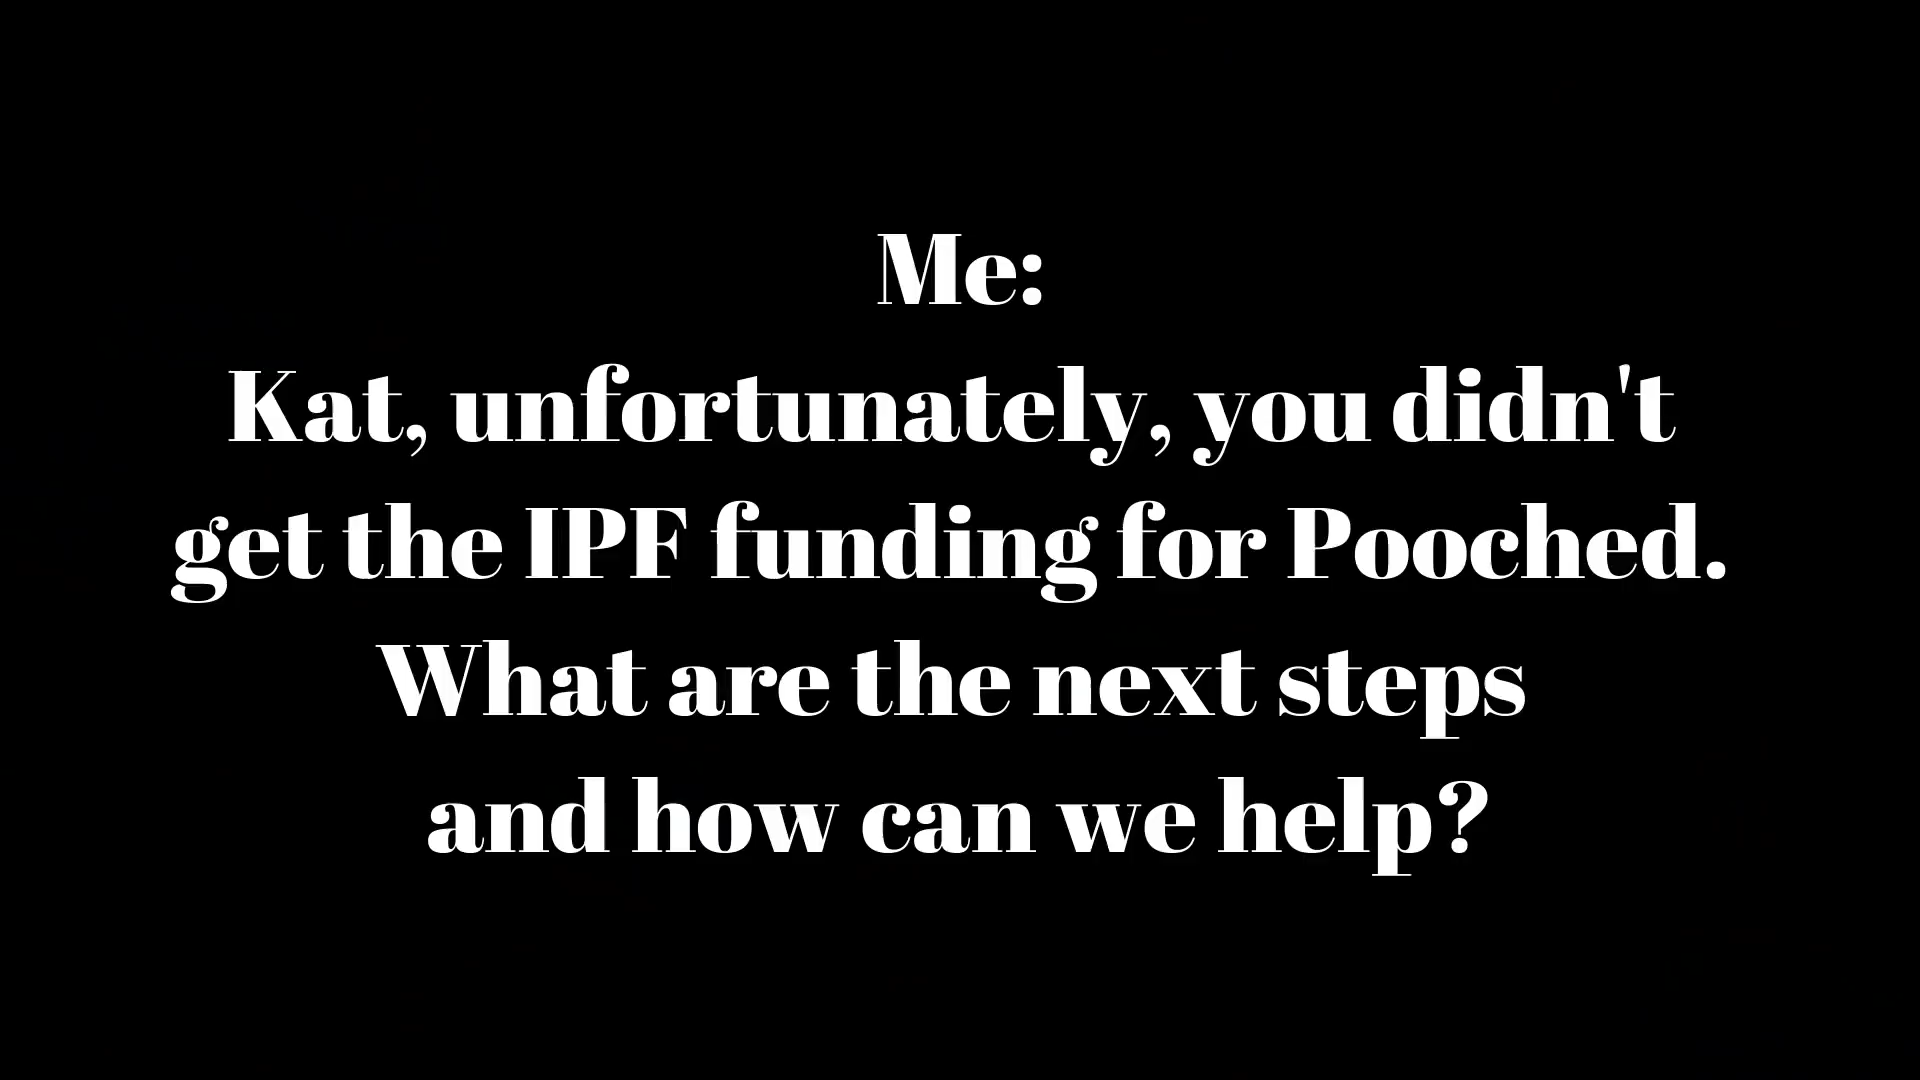 Me:
Kat, unfortunately, you didn't
get the IPF funding for Pooched.
What are the next steps
and how can we help?